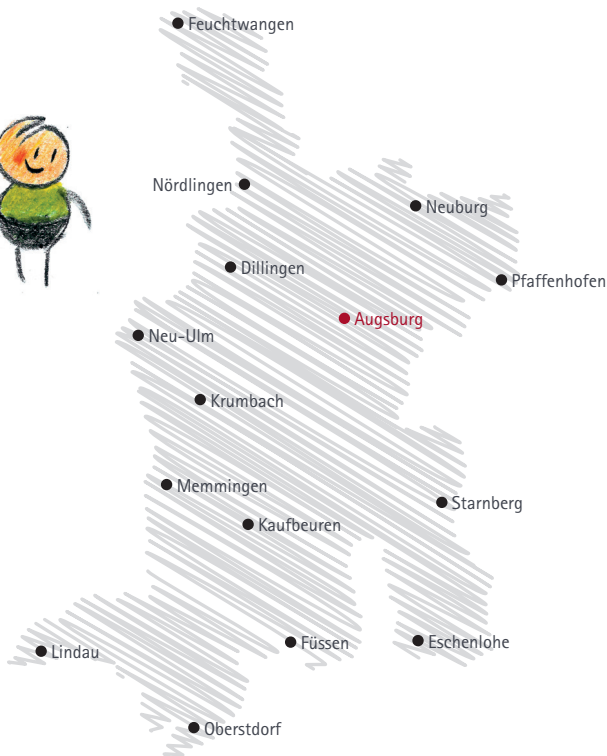 Feuchtwangen
Nördlingen
Neuburg
Dillingen
Pfaffenhofen
Augsburg
Neu-Ulm
Krumbach
Memmingen
Starnberg
Kaufbeuren
Füssen
Eschenlohe
Lindau
Oberstdorf